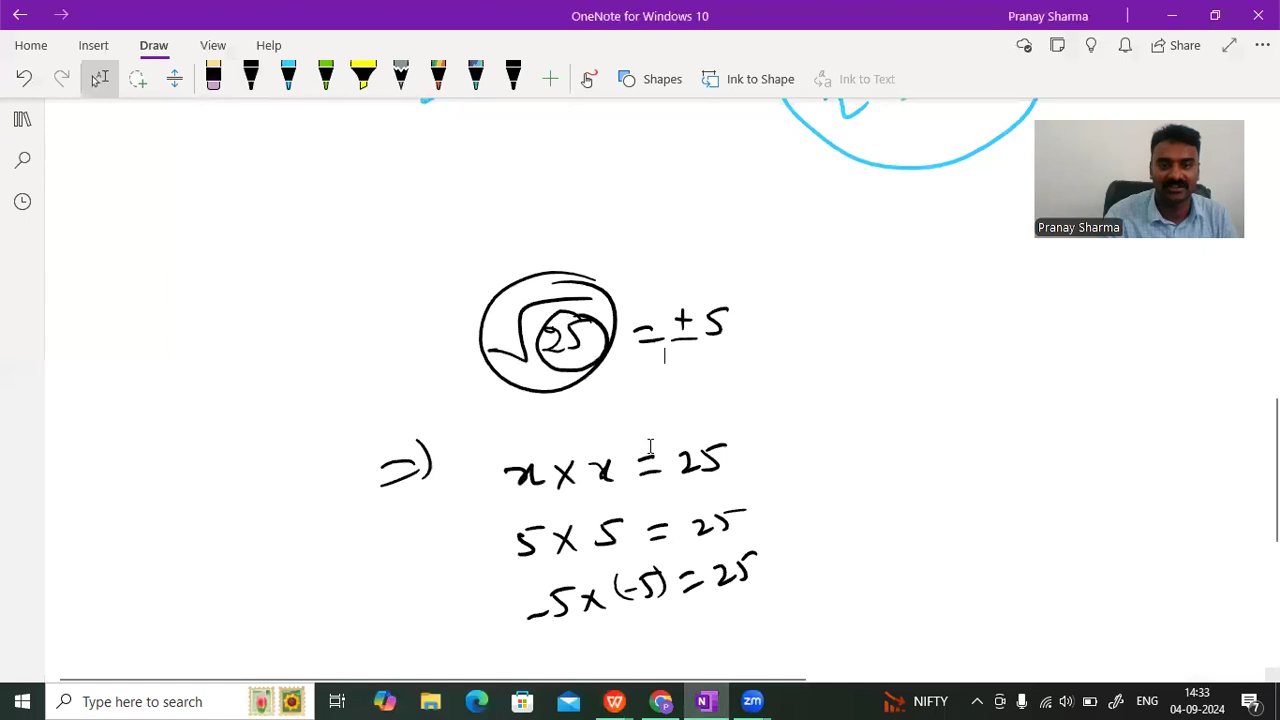 OneNote for Windows 10
Pranay Sharma
Home Insert Draw View Help
Share
Shapes
Ink to Shape
Ink to Text
Pranay Sharma
√25 = ± 5
⇒ x × x = 25
5 × 5 = 25
-5 × (-5) = 25
Type here to search
NIFTY
ENG
14:33
04-09-2024
7